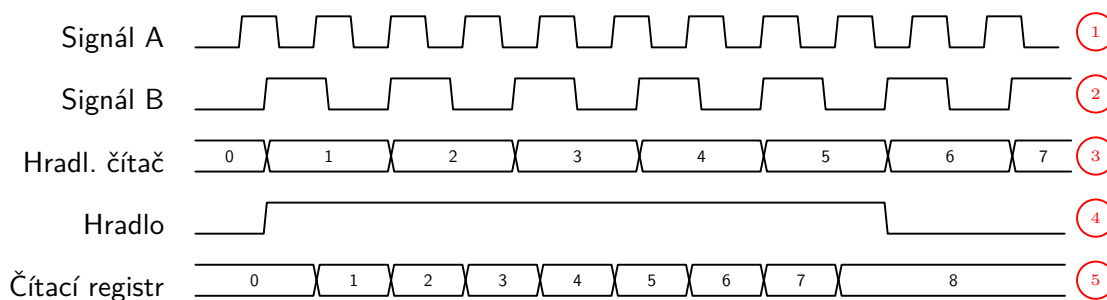 Signál A 1
Signál B 2
Hradl. čítač 0 1 2 3 4 5 6 7 3
Hradlo 4
Čítací registr 0 1 2 3 4 5 6 7 8 5